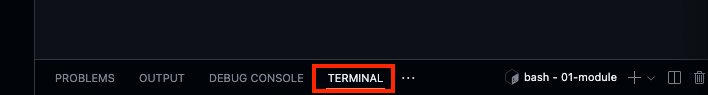 PROBLEMS OUTPUT DEBUG CONSOLE TERMINAL ... bash - 01-module